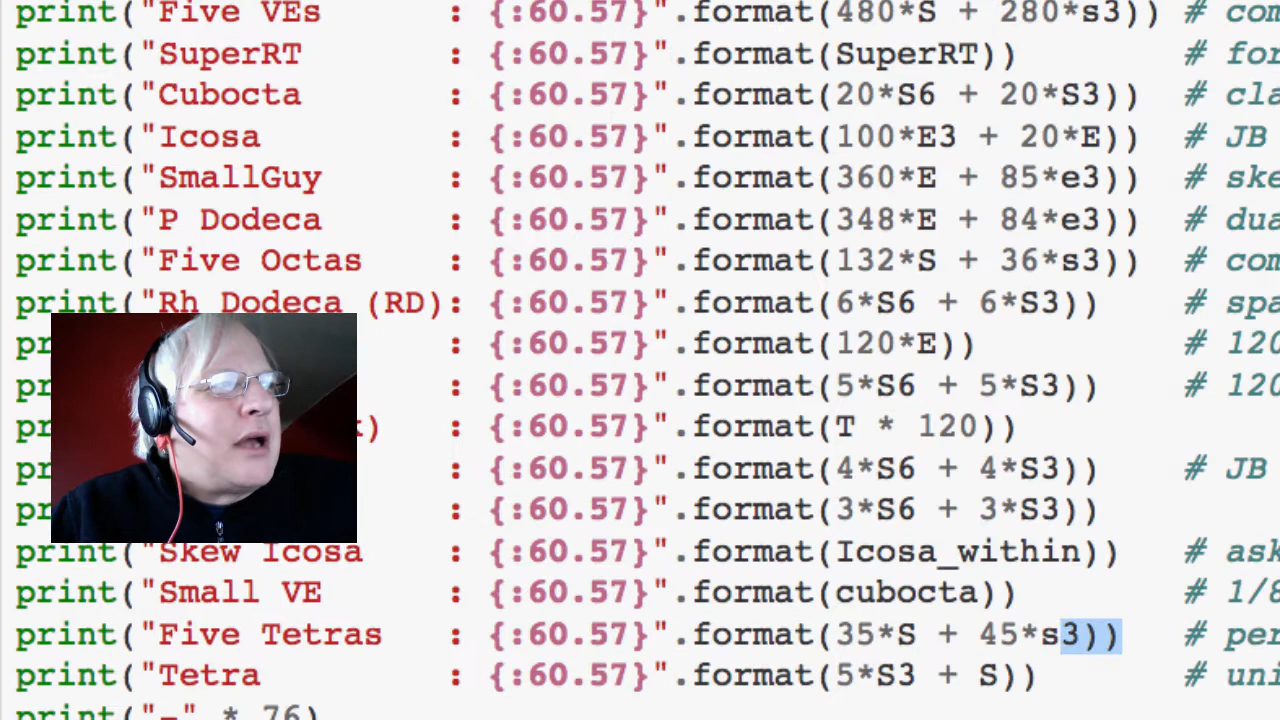 print("Five VEs : {:60.57}".format(480*S + 280*s3)) # com
print("SuperRT : {:60.57}".format(SuperRT)) # for
print("Cubocta : {:60.57}".format(20*S6 + 20*S3)) # cla
print("Icosa : {:60.57}".format(100*E3 + 20*E)) # JB
print("SmallGuy : {:60.57}".format(360*E + 85*e3)) # ske
print("P Dodeca : {:60.57}".format(348*E + 84*e3)) # dua
print("Five Octas : {:60.57}".format(132*S + 36*s3)) # com
print("Rh Dodeca (RD): {:60.57}".format(6*S6 + 6*S3)) # spa
pr : {:60.57}".format(120*E)) # 120
pr : {:60.57}".format(5*S6 + 5*S3)) # 120
pr ) : {:60.57}".format(T * 120))
pr : {:60.57}".format(4*S6 + 4*S3)) # JB
pr : {:60.57}".format(3*S6 + 3*S3))
print("Skew Icosa : {:60.57}".format(Icosa_within)) # ask
print("Small VE : {:60.57}".format(cubocta)) # 1/8
print("Five Tetras : {:60.57}".format(35*S + 45*s3)) # per
print("Tetra : {:60.57}".format(5*S3 + S)) # uni
print("-" * 76)